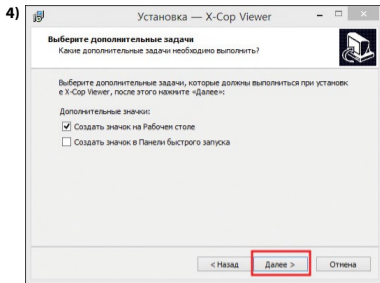 4)
Установка — X-Cop Viewer
Выберите дополнительные задачи
Какие дополнительные задачи необходимо выполнить?
Выберите дополнительные задачи, которые должны выполниться при установк
е X-Cop Viewer, после этого нажмите «Далее»:
Дополнительные значки:
Создать значок на Рабочем столе
Создать значок в Панели быстрого запуска
< Назад Далее > Отмена